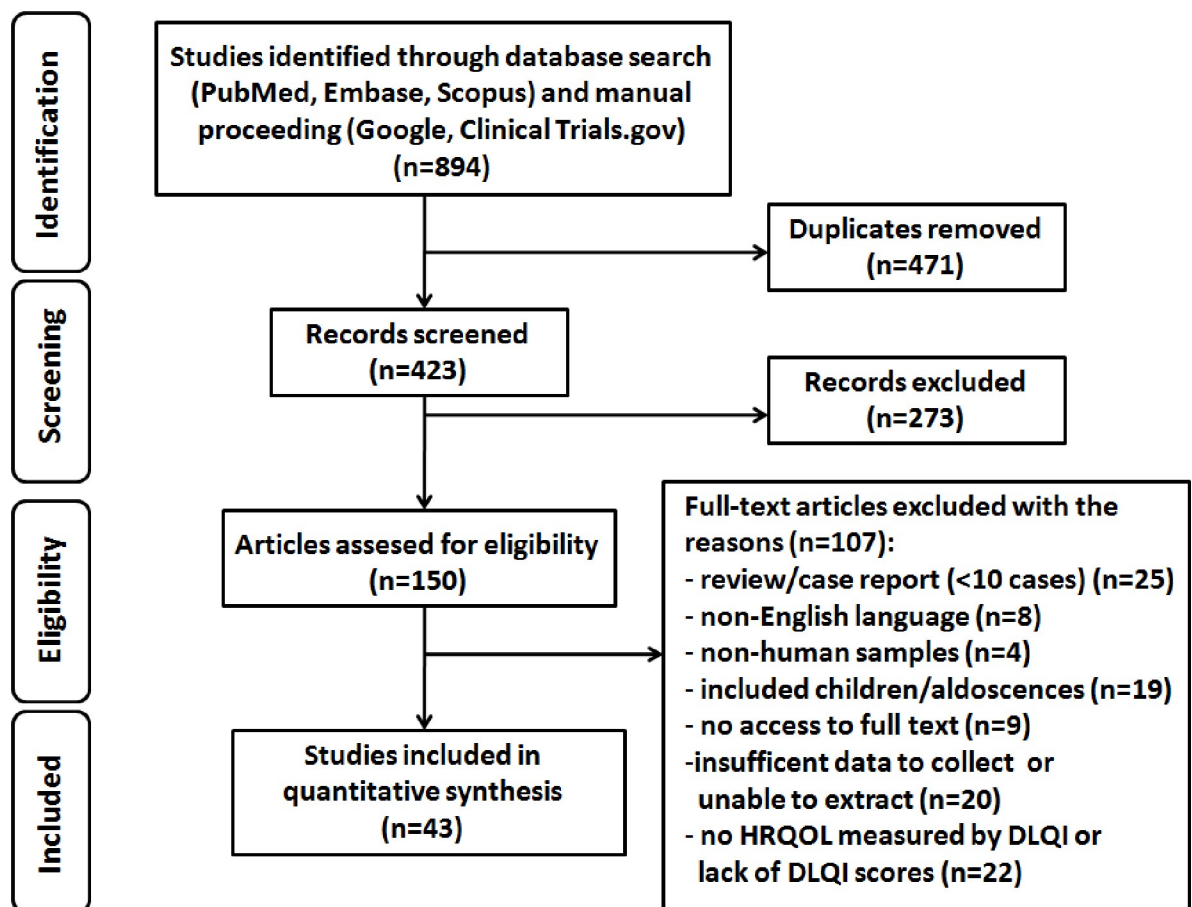 Identification
Studies identified through database search
(PubMed, Embase, Scopus) and manual
proceeding (Google, Clinical Trials.gov)
(n=894)
Duplicates removed
(n=471)
Screening
Records screened
(n=423)
Records excluded
(n=273)
Eligibility
Articles assesed for eligibility
(n=150)
Full-text articles excluded with the
reasons (n=107):
- review/case report (<10 cases) (n=25)
- non-English language (n=8)
- non-human samples (n=4)
- included children/aldoscences (n=19)
- no access to full text (n=9)
-insufficent data to collect or
unable to extract (n=20)
- no HRQOL measured by DLQI or
lack of DLQI scores (n=22)
Included
Studies included in
quantitative synthesis
(n=43)